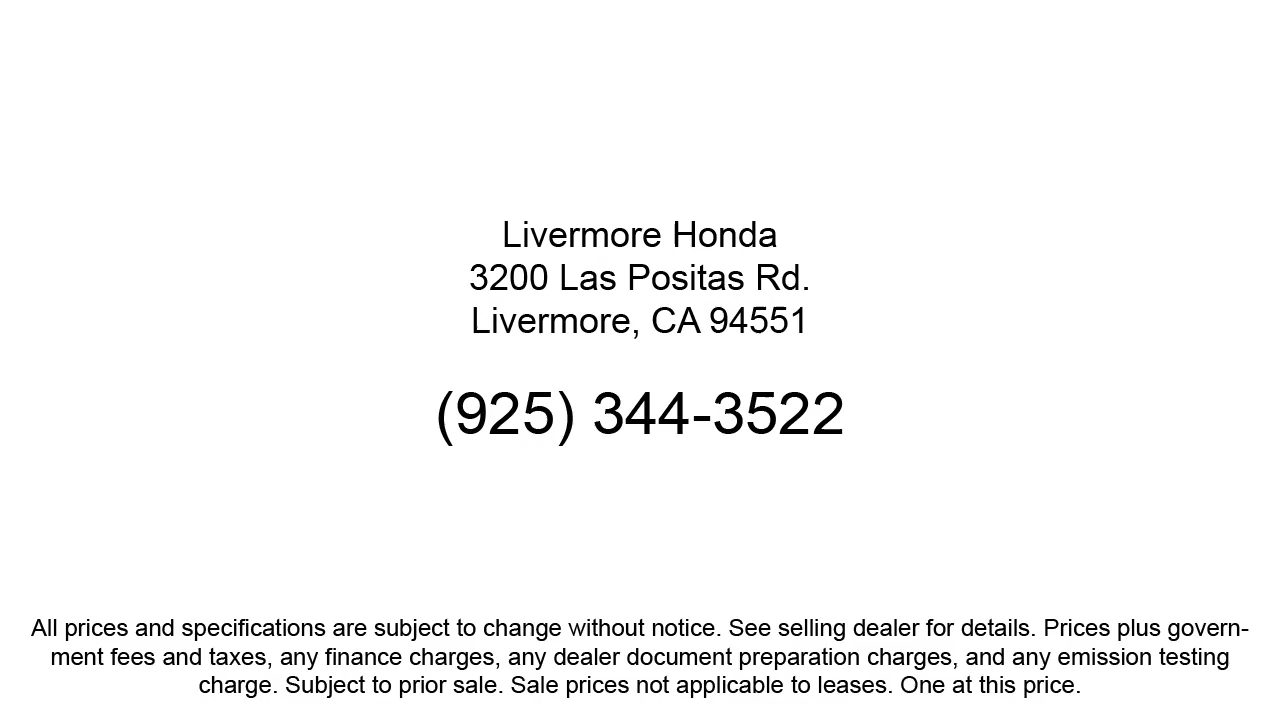 Livermore Honda
3200 Las Positas Rd.
Livermore, CA 94551
(925) 344-3522
All prices and specifications are subject to change without notice. See selling dealer for details. Prices plus govern-
ment fees and taxes, any finance charges, any dealer document preparation charges, and any emission testing
charge. Subject to prior sale. Sale prices not applicable to leases. One at this price.